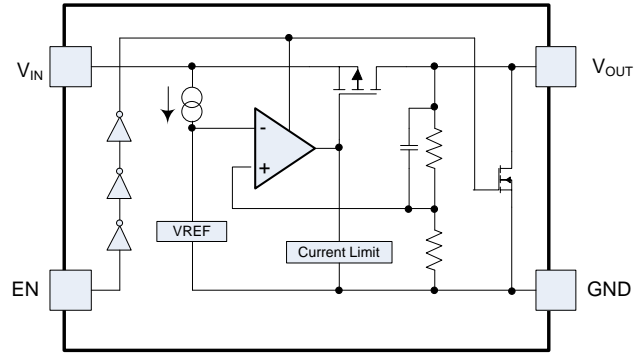 VIN
VOUT
-
+
VREF
Current Limit
EN
GND